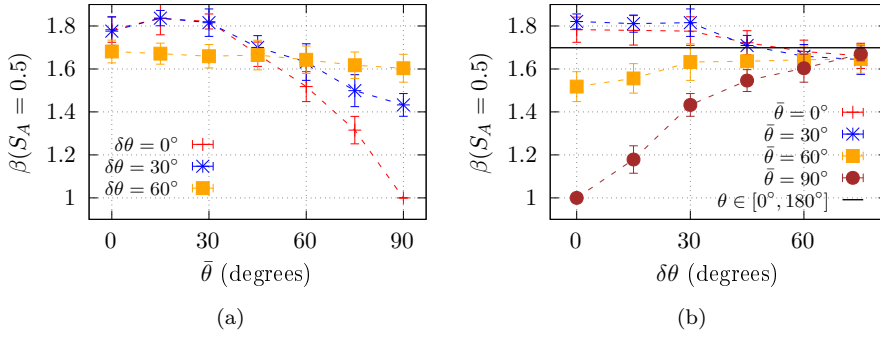 β(S_A = 0.5)
1
1.2
1.4
1.6
1.8
0
30
60
90
θ̄ (degrees)
δθ = 0°
δθ = 30°
δθ = 60°
(a)
β(S_A = 0.5)
1
1.2
1.4
1.6
1.8
0
30
60
δθ (degrees)
θ̄ = 0°
θ̄ = 30°
θ̄ = 60°
θ̄ = 90°
θ ∈ [0°, 180°]
(b)